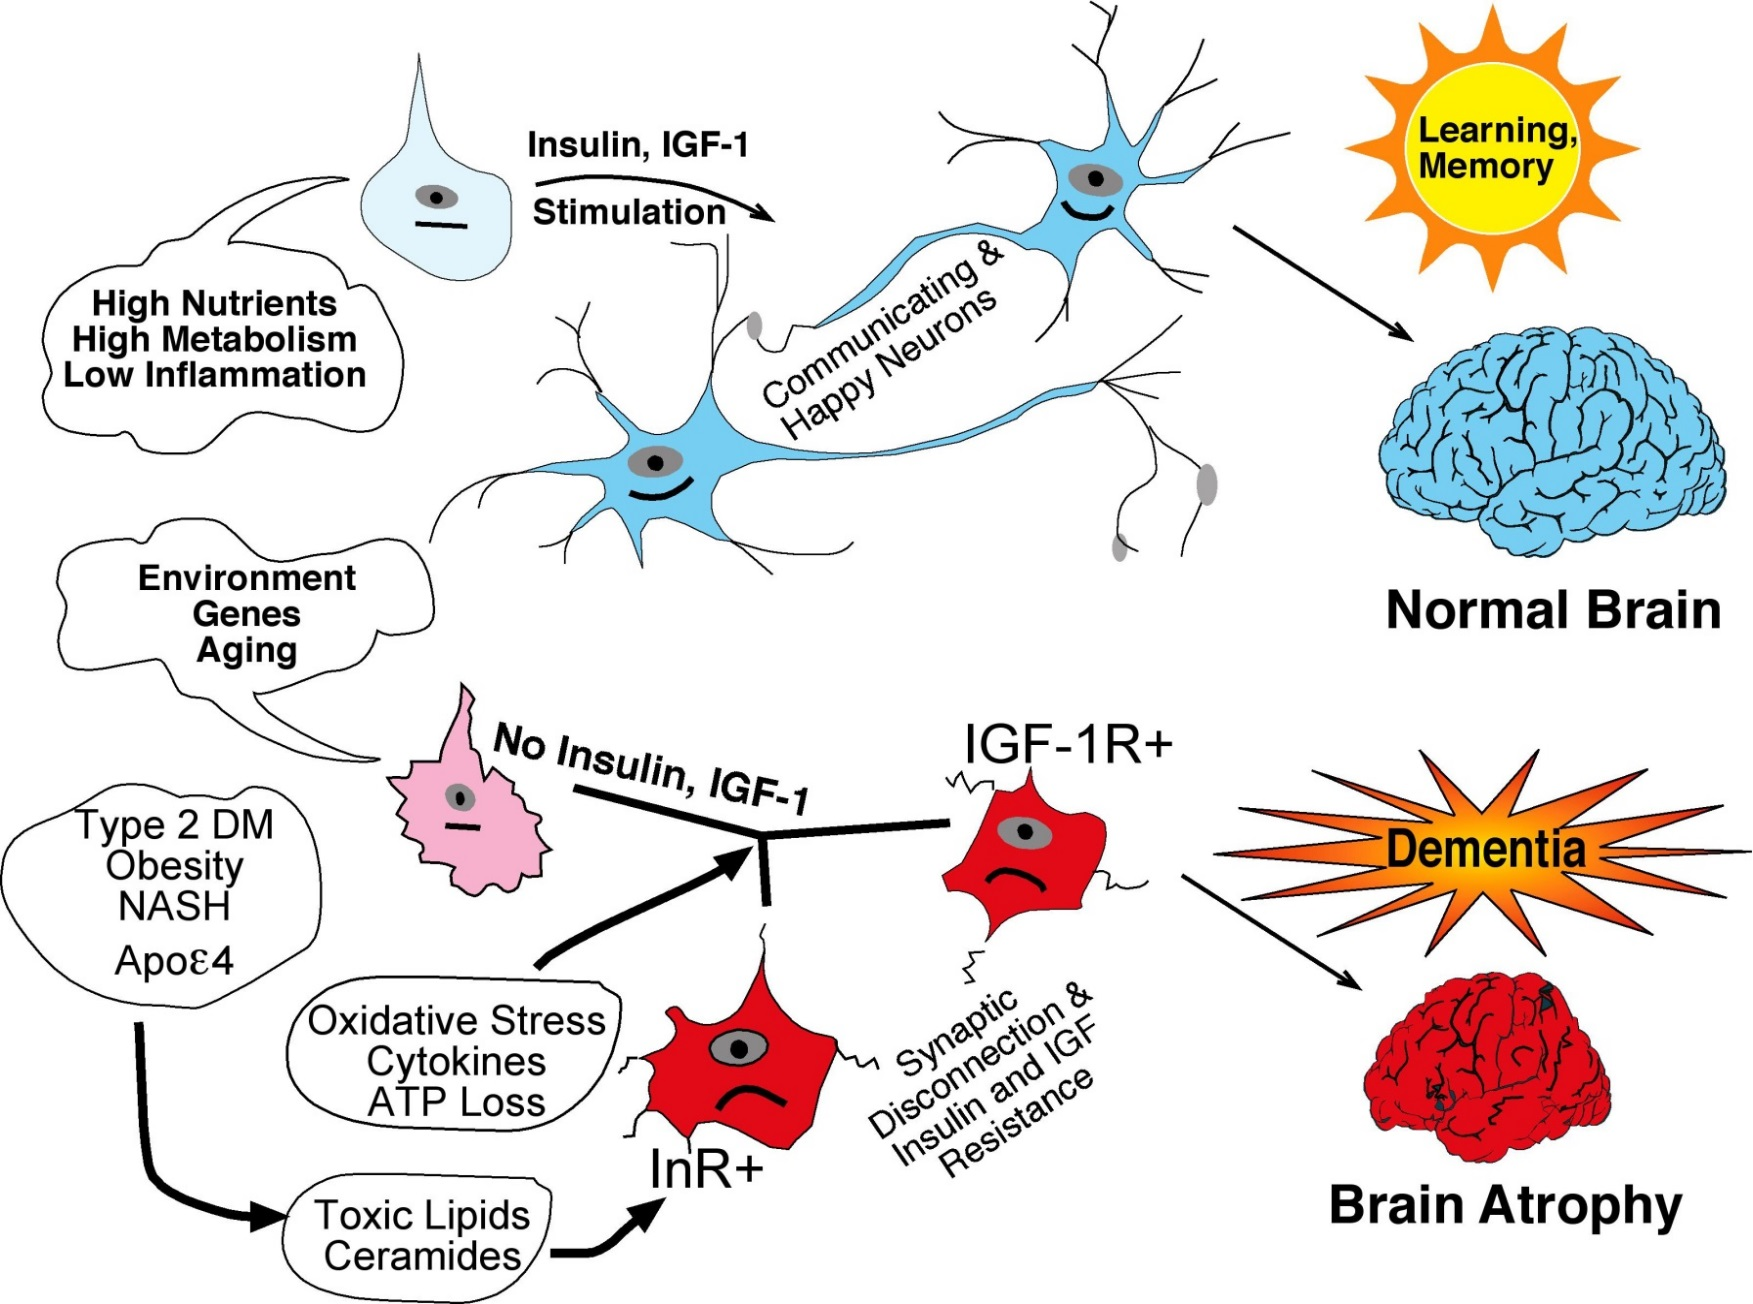 Insulin, IGF-1
Stimulation
Learning,
Memory
High Nutrients
High Metabolism
Low Inflammation
Communicating &
Happy Neurons
Normal Brain
Environment
Genes
Aging
No Insulin, IGF-1
IGF-1R+
Dementia
Type 2 DM
Obesity
NASH
Apoε4
Oxidative Stress
Cytokines
ATP Loss
InR+
Synaptic
Disconnection &
Insulin and IGF
Resistance
Toxic Lipids
Ceramides
Brain Atrophy